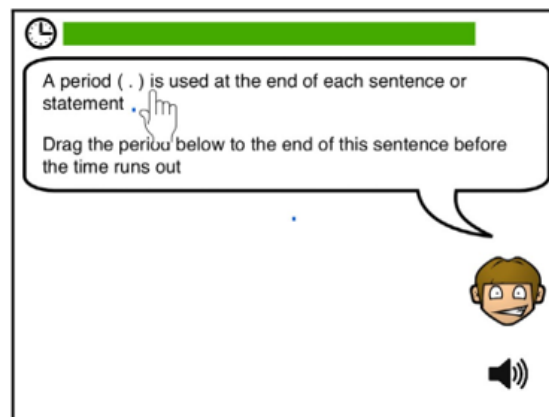 A period ( . ) is used at the end of each sentence or
statement .
Drag the period below to the end of this sentence before
the time runs out
.